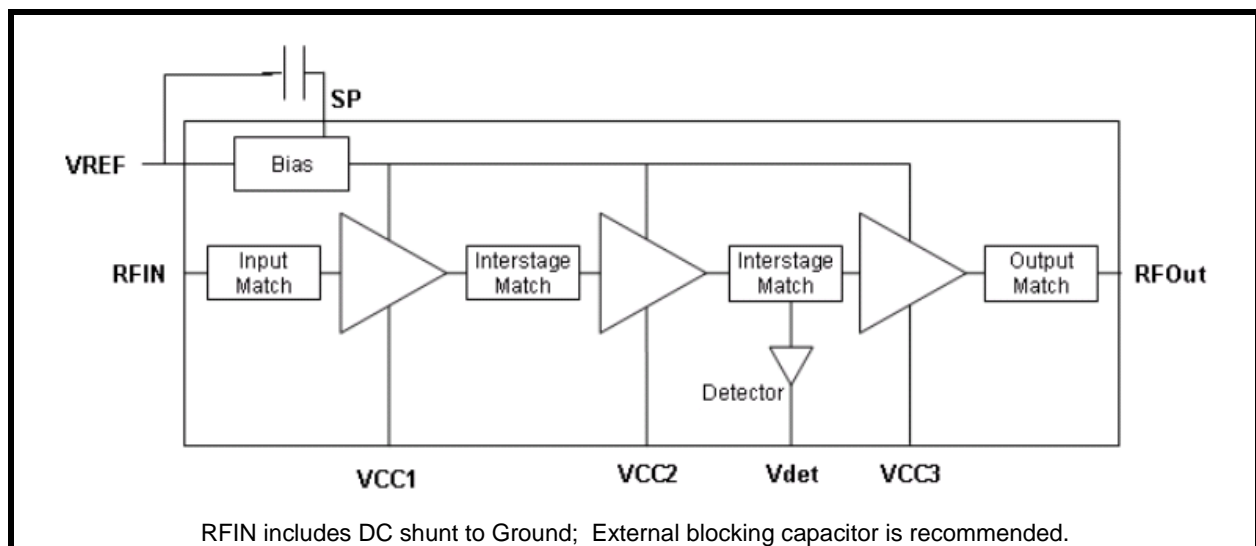 SP
VREF
Bias
RFIN
Input
Match
Interstage
Match
Interstage
Match
Output
Match
RFOut
Detector
VCC1
VCC2
Vdet
VCC3
RFIN includes DC shunt to Ground; External blocking capacitor is recommended.